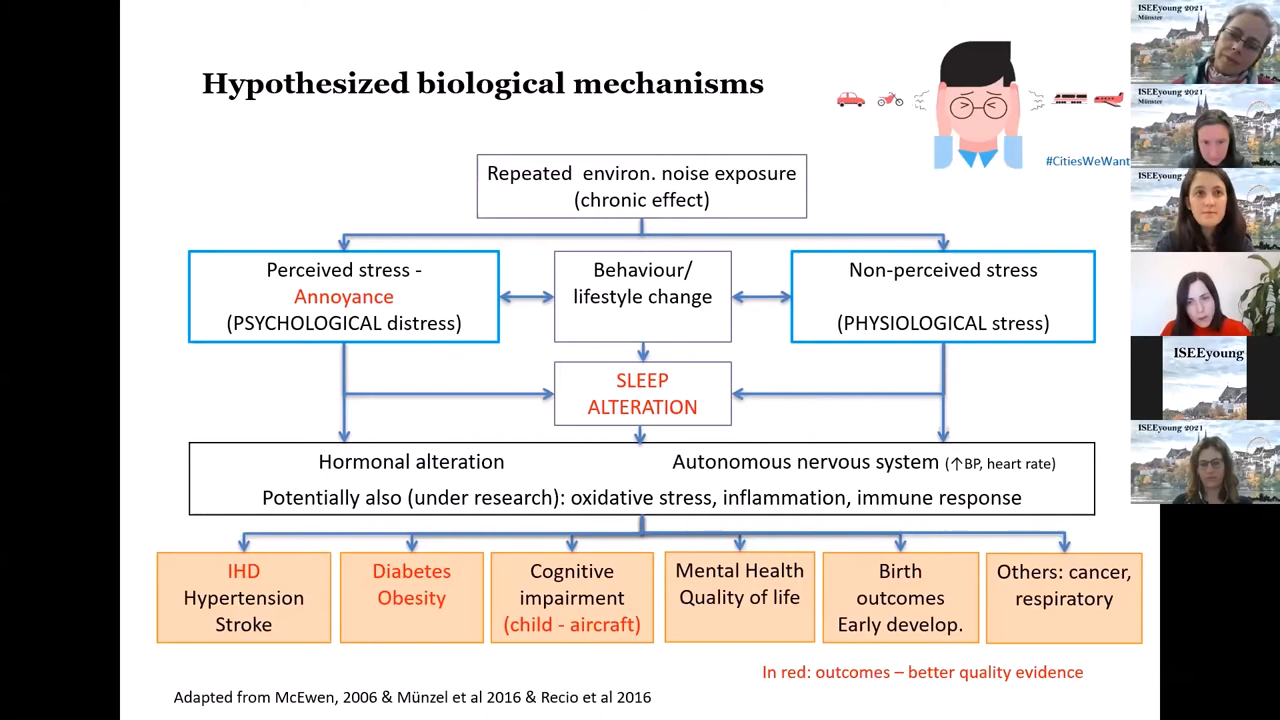 Hypothesized biological mechanisms
#CitiesWeWant
Repeated environ. noise exposure
(chronic effect)
Perceived stress -
Annoyance
(PSYCHOLOGICAL distress)
Behaviour/
lifestyle change
Non-perceived stress
(PHYSIOLOGICAL stress)
SLEEP
ALTERATION
Hormonal alteration
Autonomous nervous system (↑BP, heart rate)
Potentially also (under research): oxidative stress, inflammation, immune response
IHD
Hypertension
Stroke
Diabetes
Obesity
Cognitive
impairment
(child - aircraft)
Mental Health
Quality of life
Birth
outcomes
Early develop.
Others: cancer,
respiratory
In red: outcomes – better quality evidence
Adapted from McEwen, 2006 & Münzel et al 2016 & Recio et al 2016
ISEEyoung 2021
Münster
ISEEyoung 2021
Münster
ISEEyoung
ISEEyoung
ISEEyoung 2021